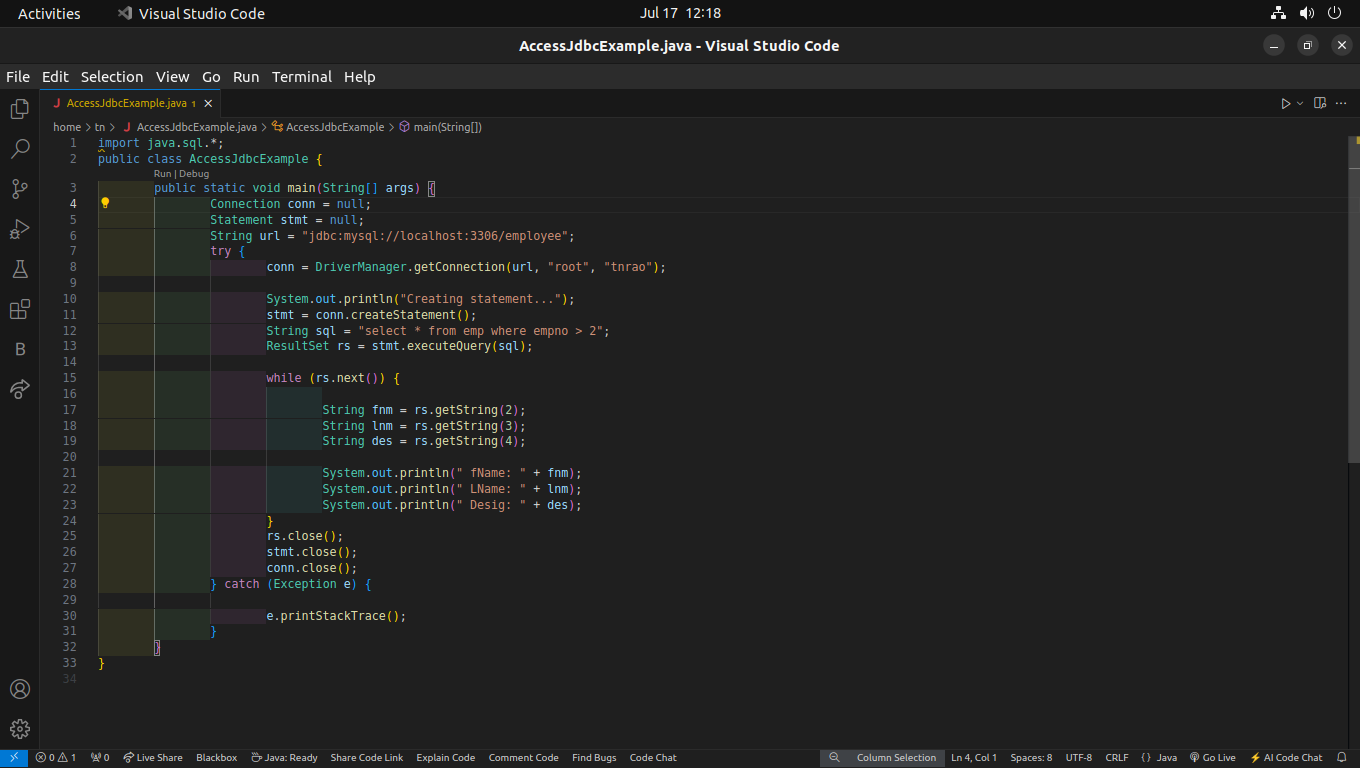 Activities Visual Studio Code Jul 17 12:18
AccessJdbcExample.java - Visual Studio Code
File Edit Selection View Go Run Terminal Help
J AccessJdbcExample.java 1
home > tn > J AccessJdbcExample.java > AccessJdbcExample > main(String[])
1 import java.sql.*;
2 public class AccessJdbcExample {
Run | Debug
3 public static void main(String[] args) {
4 Connection conn = null;
5 Statement stmt = null;
6 String url = "jdbc:mysql://localhost:3306/employee";
7 try {
8 conn = DriverManager.getConnection(url, "root", "tnrao");
9
10 System.out.println("Creating statement...");
11 stmt = conn.createStatement();
12 String sql = "select * from emp where empno > 2";
13 ResultSet rs = stmt.executeQuery(sql);
14
15 while (rs.next()) {
16
17 String fnm = rs.getString(2);
18 String lnm = rs.getString(3);
19 String des = rs.getString(4);
20
21 System.out.println(" fName: " + fnm);
22 System.out.println(" LName: " + lnm);
23 System.out.println(" Desig: " + des);
24 }
25 rs.close();
26 stmt.close();
27 conn.close();
28 } catch (Exception e) {
29
30 e.printStackTrace();
31 }
32 }
33 }
34
B
0 1 0 Live Share Blackbox Java: Ready Share Code Link Explain Code Comment Code Find Bugs Code Chat Column Selection Ln 4, Col 1 Spaces: 8 UTF-8 CRLF {} Java Go Live AI Code Chat